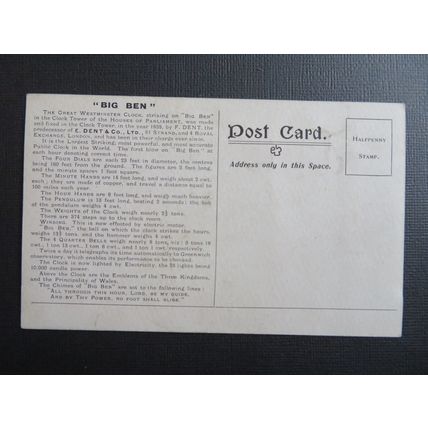 "BIG BEN"
THE GREAT WESTMINSTER CLOCK, striking on "Big Ben"
in the Clock Tower of the HOUSES OF PARLIAMENT, was made
and fixed in the Clock Tower, in the year 1859, by F. DENT, the
predecessor of E. DENT & CO., LTD., 61 STRAND, and 4 ROYAL
EXCHANGE, LONDON, and has been in their charge ever since.
It is the Largest Striking, most powerful, and most accurate
Public Clock in the World. The first blow on "Big Ben" at
each hour denoting correct time.
The FOUR DIALS are each 23 feet in diameter, the centres
being 180 feet from the ground. The figures are 2 feet long,
and the minute spaces 1 foot square.
The MINUTE HANDS are 14 feet long, and weigh about 2 cwt.
each; they are made of copper, and travel a distance equal to
100 miles each year.
The HOUR HANDS are 9 feet long, and weigh much heavier.
The PENDULUM is 13 feet long, beating 2 seconds; the bob
of the pendulum weighs 4 cwt.
The WEIGHTS of the Clock weigh nearly 2½ tons.
There are 374 steps up to the clock room.
WINDING. This is now effected by electric motor.
"BIG BEN," the bell on which the clock strikes the hours,
weighs 13½ tons, and the hammer weighs 4 cwt.
The 4 QUARTER BELLS weigh nearly 8 tons, viz: 3 tons 18
cwt., 1 ton 13 cwt., 1 ton 6 cwt., and 1 ton 1 cwt. respectively.
Twice a day it telegraphs its time automatically to Greenwich
observatory, which enables its performance to be checked.
The Clock is now lighted by Electricity, the lights being
10,000 candle power.
Above the Clock are the Emblems of the Three Kingdoms,
and the Principality of Wales.
The Chimes of "Big Ben" are set to the following lines:
"ALL THROUGH THIS HOUR, LORD, BE MY GUIDE,
AND BY THY POWER, NO FOOT SHALL SLIDE."
Post Card.
Address only in this Space.
HALFPENNY
STAMP.